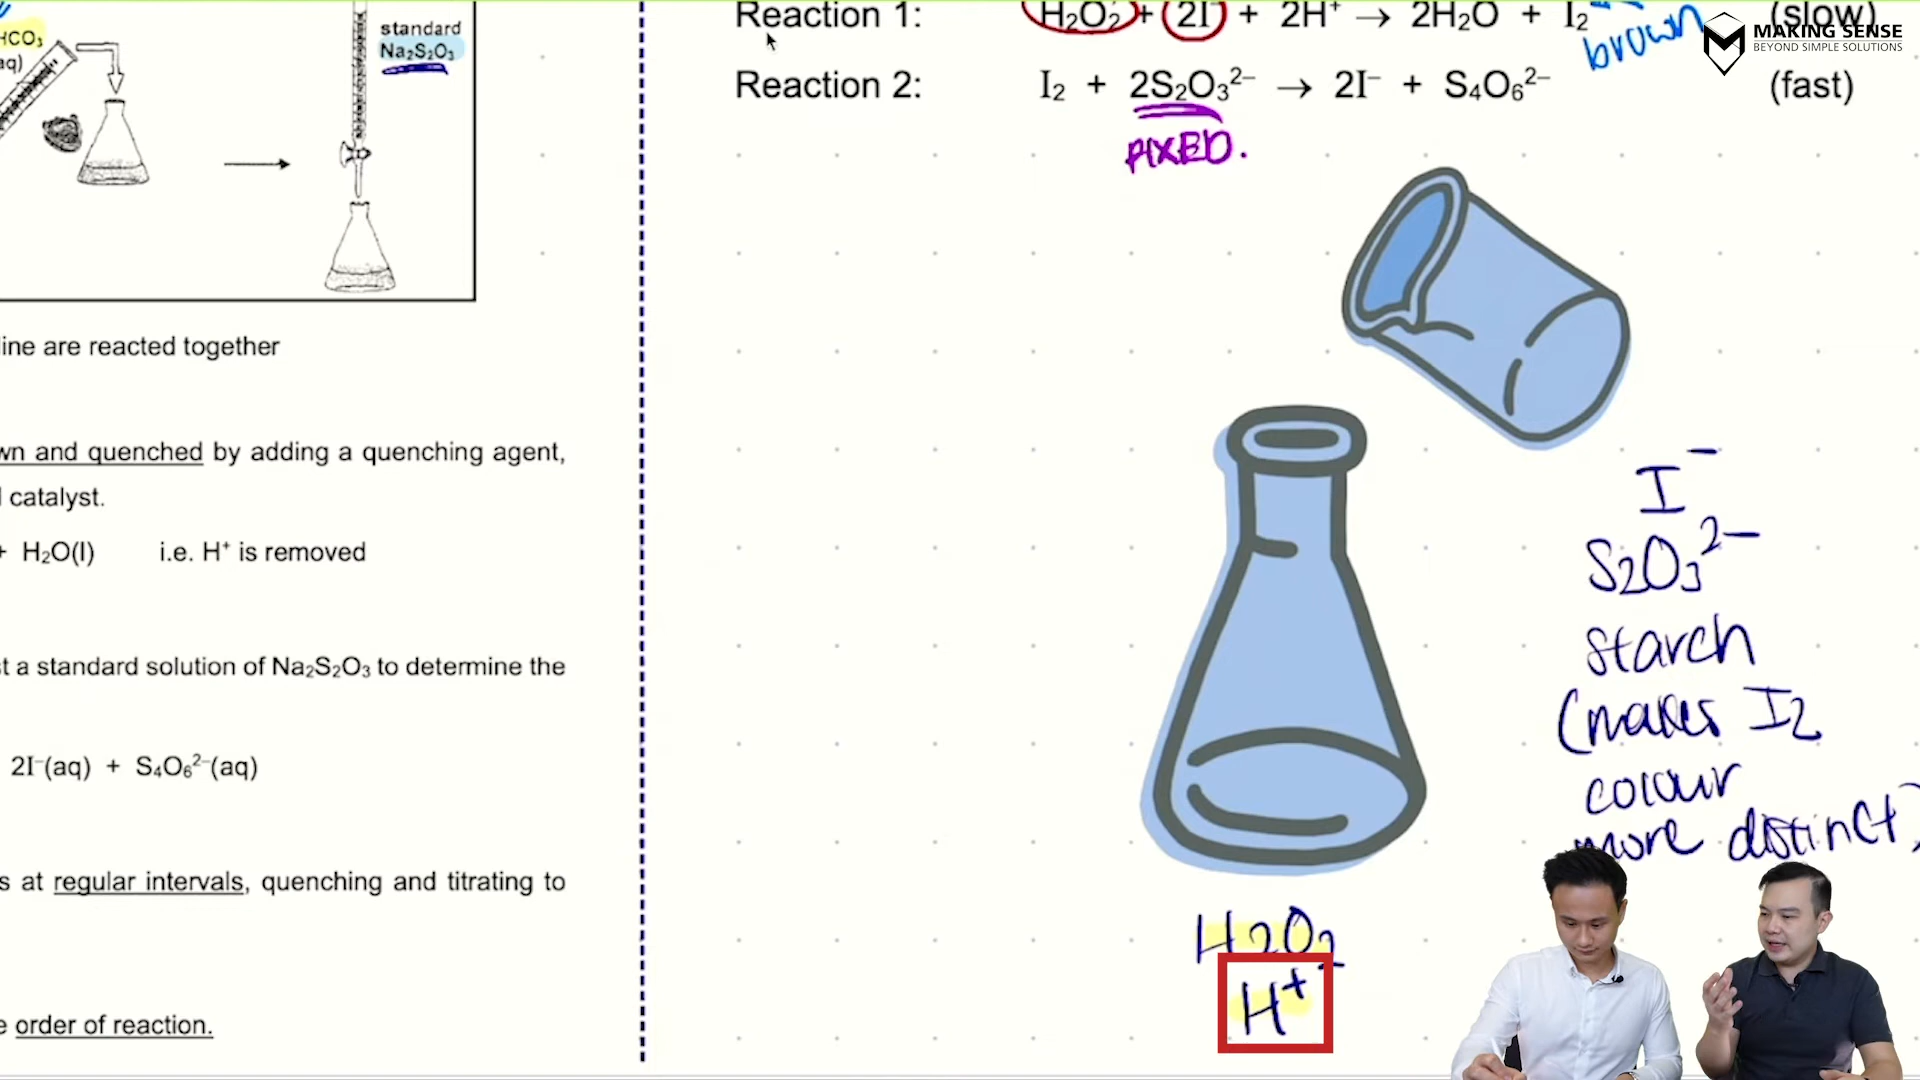 HCO₃
aq)
standard
Na₂S₂O₃
ine are reacted together
wn and quenched by adding a quenching agent,
catalyst.
+ H₂O(l) i.e. H⁺ is removed
t a standard solution of Na₂S₂O₃ to determine the
2I⁻(aq) + S₄O₆²⁻(aq)
s at regular intervals, quenching and titrating to
e order of reaction.
Reaction 1: H₂O₂ + 2I⁻ + 2H⁺ → 2H₂O + I₂ (slow)
brown
Reaction 2: I₂ + 2S₂O₃²⁻ → 2I⁻ + S₄O₆²⁻ (fast)
FIXED.
I⁻
S₂O₃²⁻
starch
(makes I₂
colour
more distinct)
H₂O₂
H⁺
MAKING SENSE
BEYOND SIMPLE SOLUTIONS